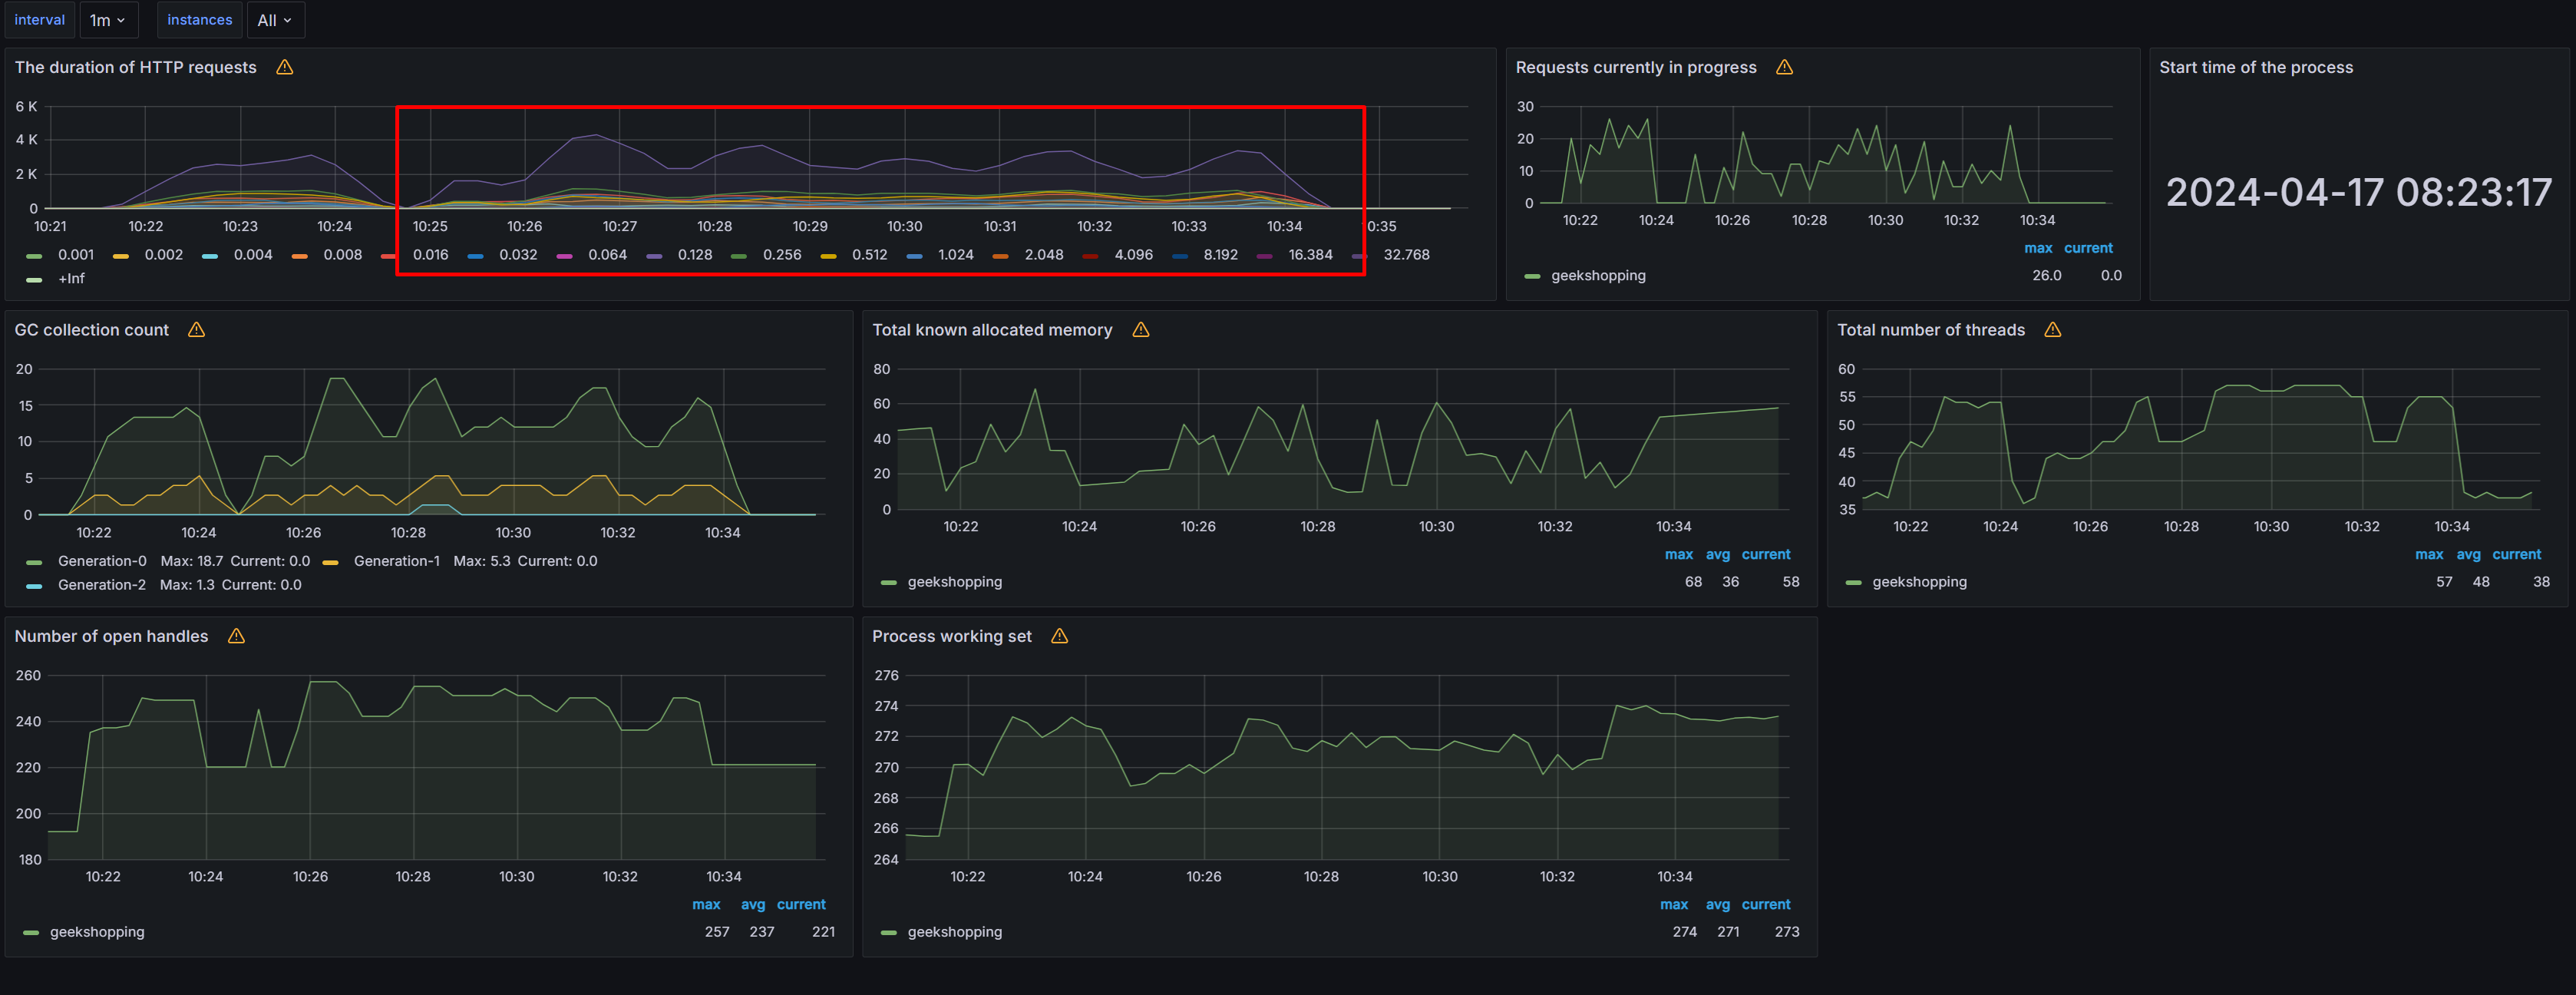 interval 1m instances All
The duration of HTTP requests
6 K
4 K
2 K
0
10:21 10:22 10:23 10:24 10:25 10:26 10:27 10:28 10:29 10:30 10:31 10:32 10:33 10:34 0:35
0.001 0.002 0.004 0.008 0.016 0.032 0.064 0.128 0.256 0.512 1.024 2.048 4.096 8.192 16.384 32.768
+Inf
Requests currently in progress
30
20
10
0
10:22 10:24 10:26 10:28 10:30 10:32 10:34
max current
geekshopping 26.0 0.0
Start time of the process
2024-04-17 08:23:17
GC collection count
20
15
10
5
0
10:22 10:24 10:26 10:28 10:30 10:32 10:34
Generation-0 Max: 18.7 Current: 0.0 Generation-1 Max: 5.3 Current: 0.0
Generation-2 Max: 1.3 Current: 0.0
Total known allocated memory
80
60
40
20
0
10:22 10:24 10:26 10:28 10:30 10:32 10:34
max avg current
geekshopping 68 36 58
Total number of threads
60
55
50
45
40
35
10:22 10:24 10:26 10:28 10:30 10:32 10:34
max avg current
geekshopping 57 48 38
Number of open handles
260
240
220
200
180
10:22 10:24 10:26 10:28 10:30 10:32 10:34
max avg current
geekshopping 257 237 221
Process working set
276
274
272
270
268
266
264
10:22 10:24 10:26 10:28 10:30 10:32 10:34
max avg current
geekshopping 274 271 273